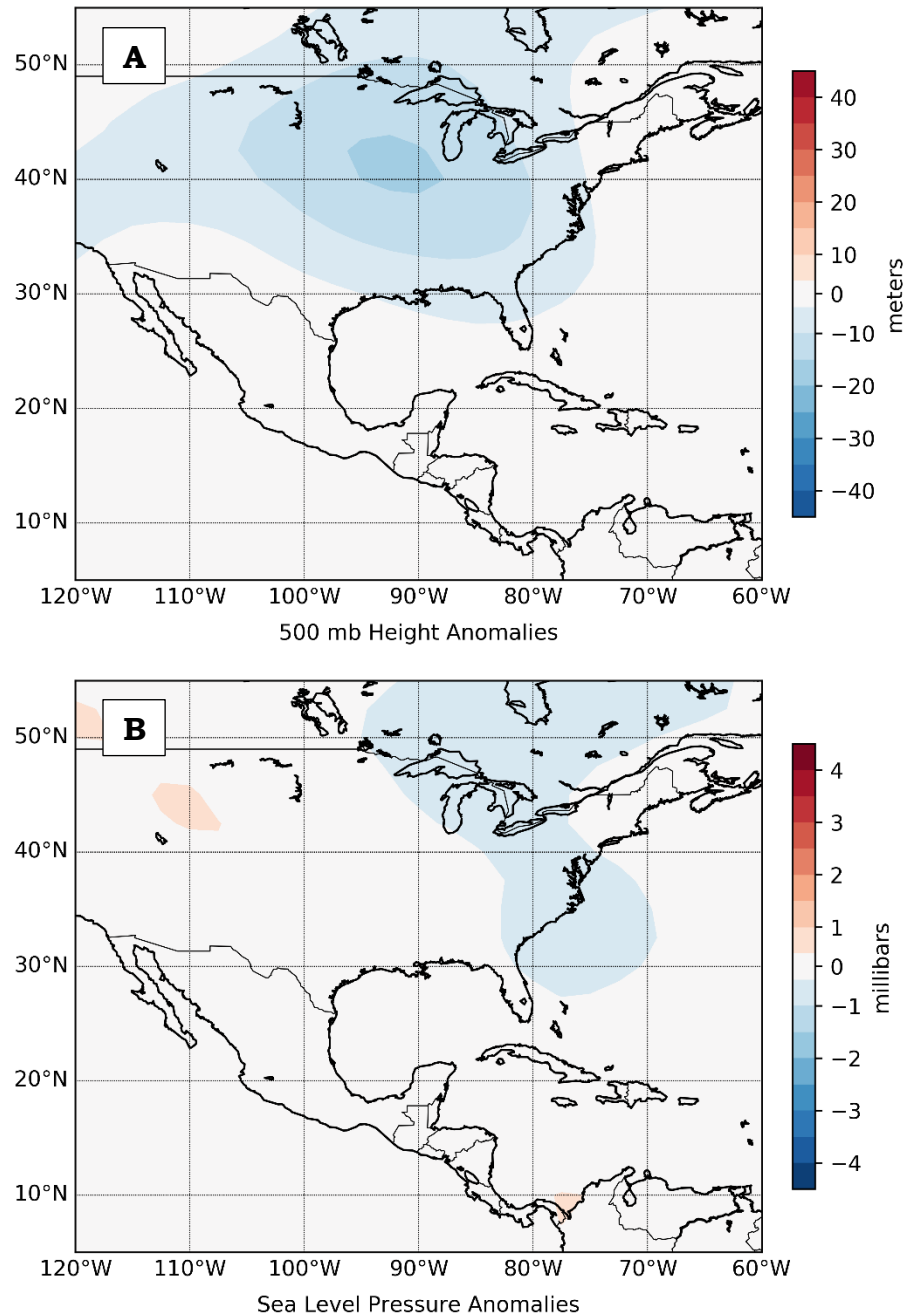 A
50°N
40°N
30°N
20°N
10°N
120°W 110°W 100°W 90°W 80°W 70°W 60°W
500 mb Height Anomalies
40
30
20
10
0
−10
−20
−30
−40
meters
B
50°N
40°N
30°N
20°N
10°N
120°W 110°W 100°W 90°W 80°W 70°W 60°W
Sea Level Pressure Anomalies
4
3
2
1
0
−1
−2
−3
−4
millibars